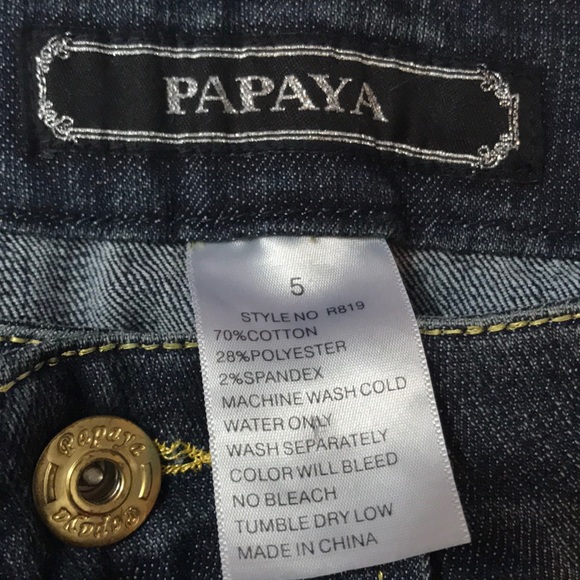 PAPAYA
5
STYLE NO R819
70%COTTON
28%POLYESTER
2%SPANDEX
MACHINE WASH COLD
WATER ONLY
WASH SEPARATELY
COLOR WILL BLEED
NO BLEACH
TUMBLE DRY LOW
MADE IN CHINA
Papaya
Papaya